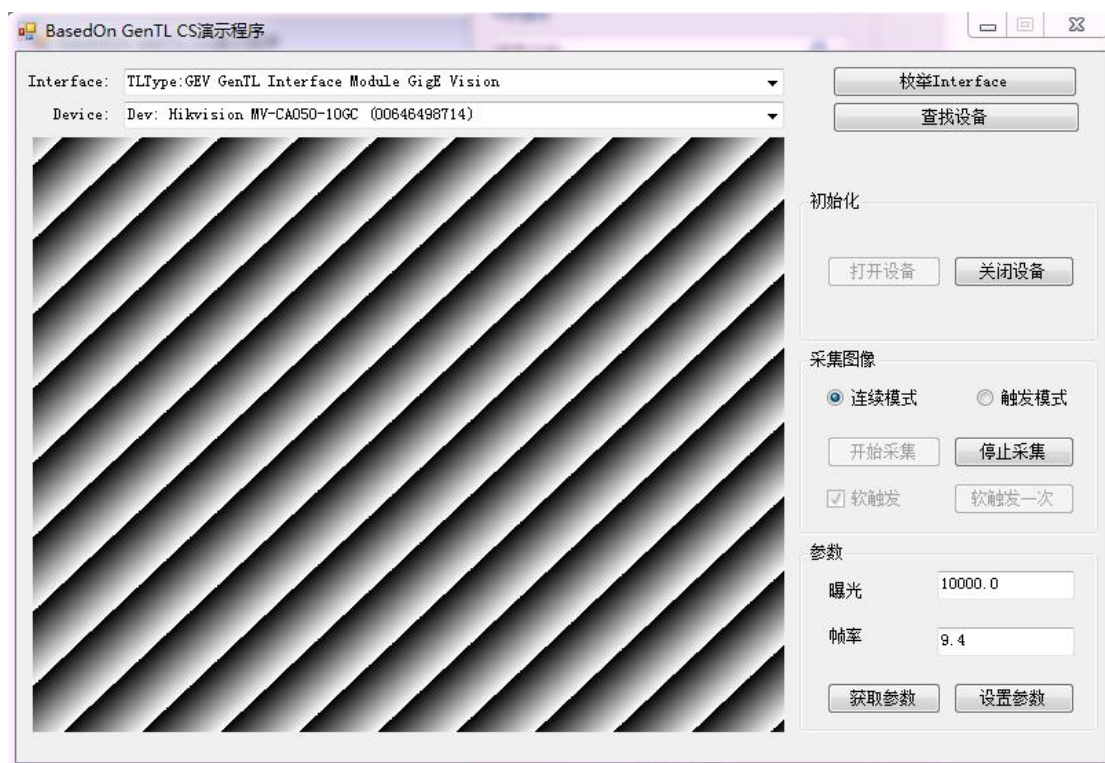 BasedOn GenTL CS演示程序
Interface: TLType:GEV GenTL Interface Module GigE Vision
枚举Interface
Device: Dev: Hikvision MV-CA050-10GC (00646498714)
查找设备
初始化
打开设备 关闭设备
采集图像
连续模式 触发模式
开始采集 停止采集
软触发 软触发一次
参数
曝光 10000.0
帧率 9.4
获取参数 设置参数